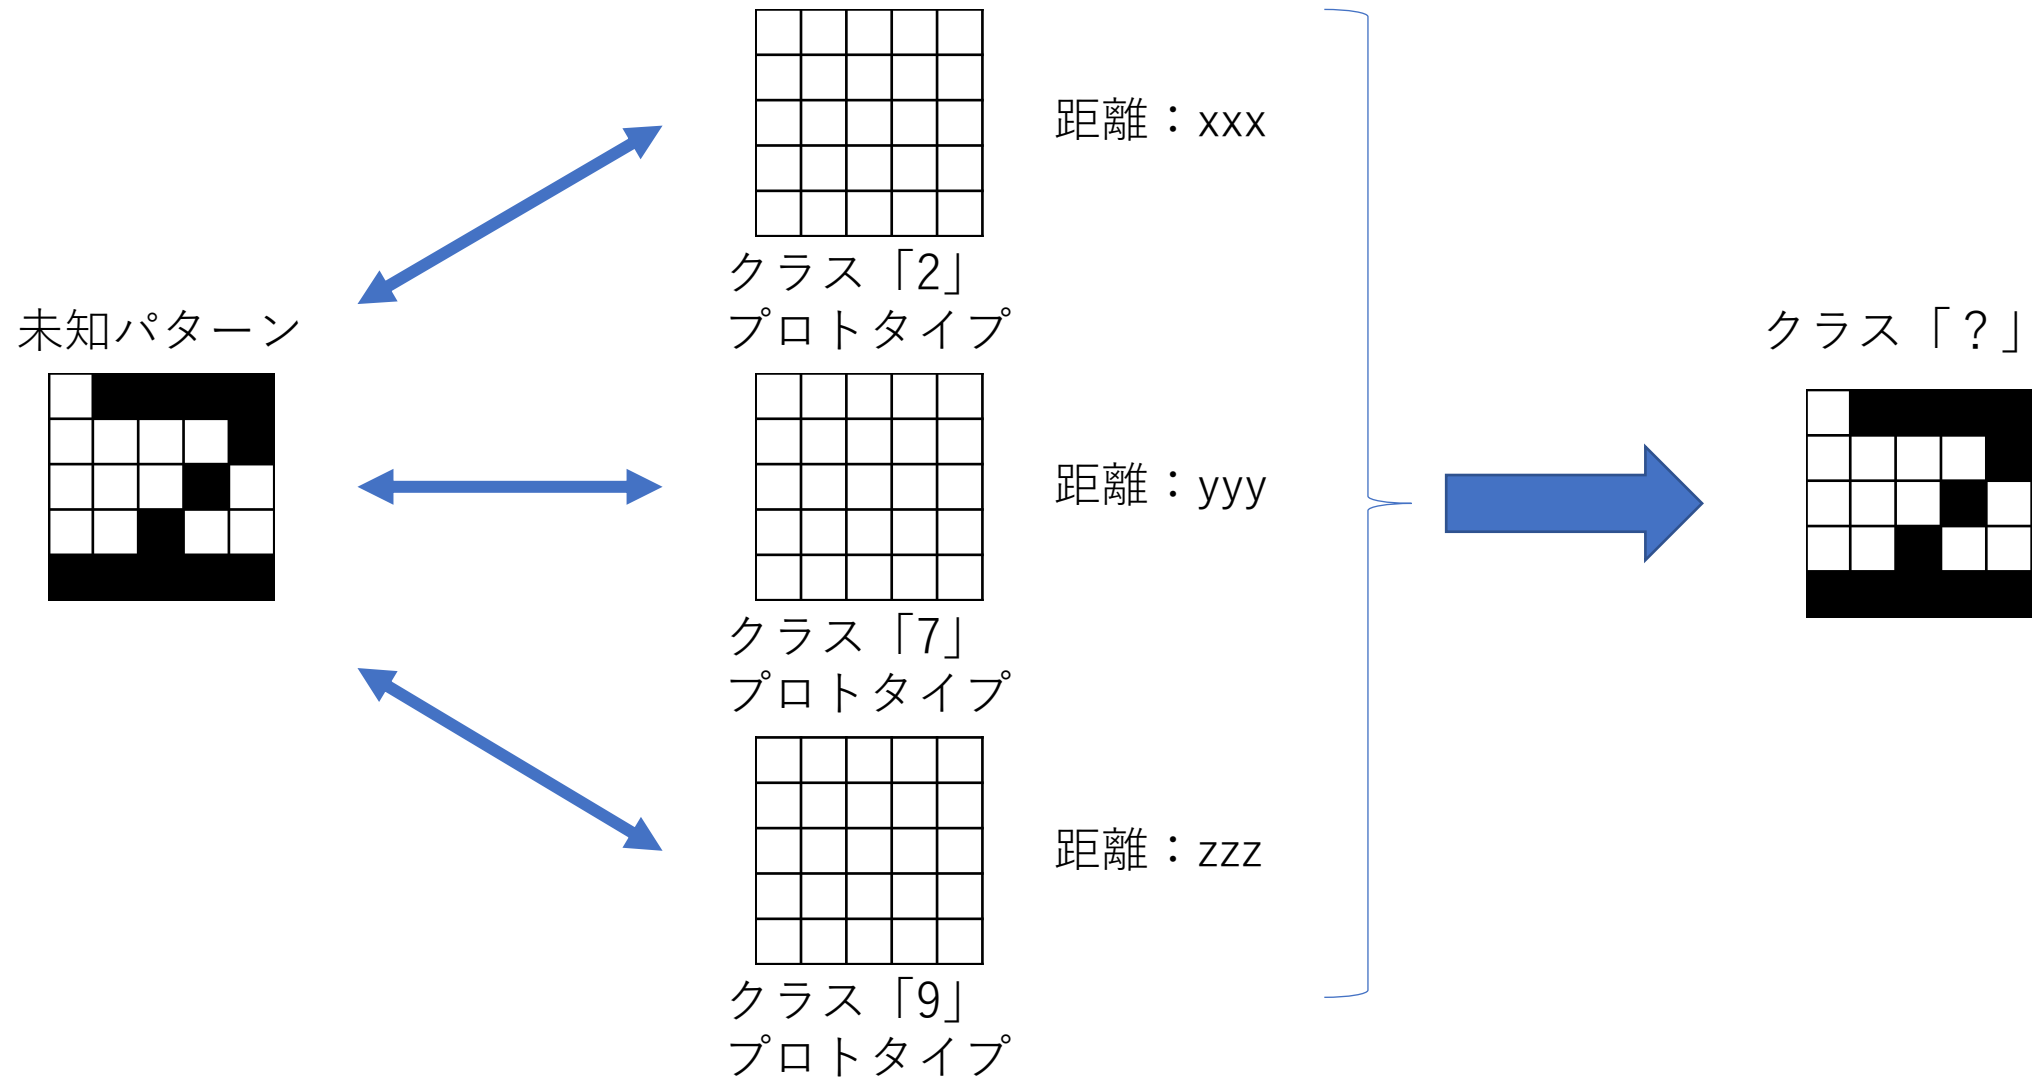 未知パターン
距離：xxx
クラス「2」
プロトタイプ
距離：yyy
クラス「7」
プロトタイプ
距離：zzz
クラス「9」
プロトタイプ
クラス「？」